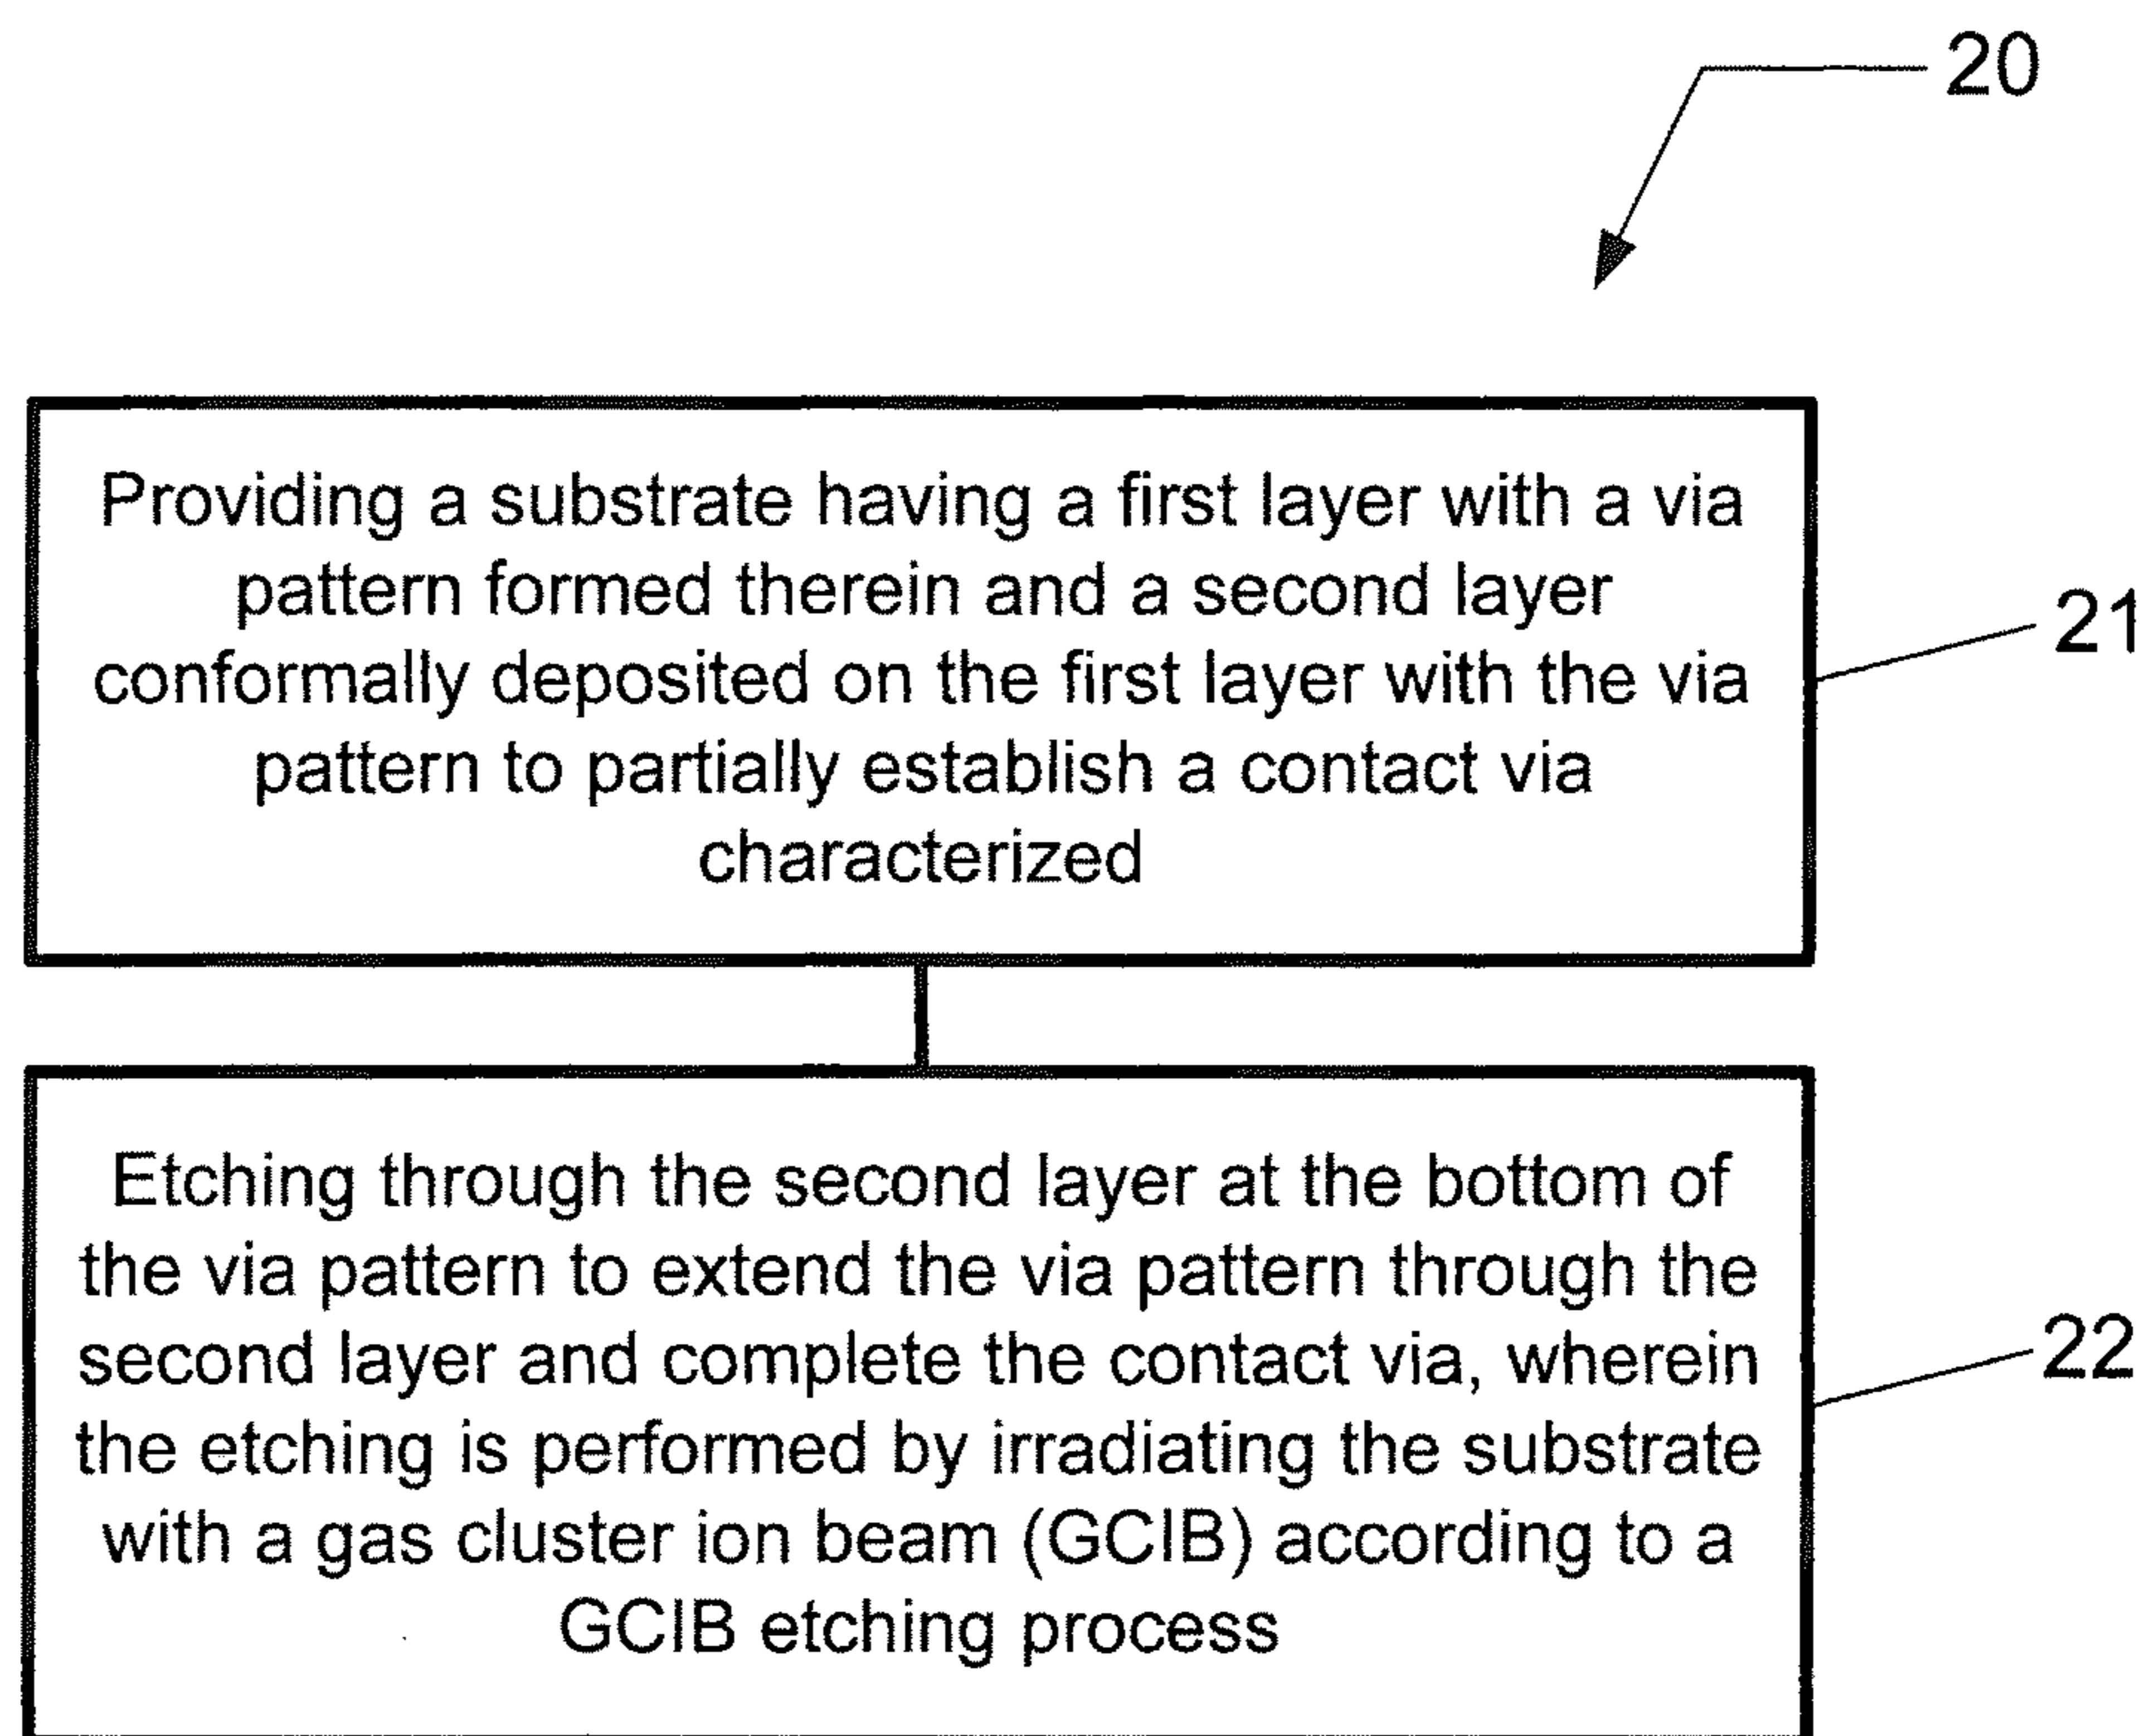 20
Providing a substrate having a first layer with a via
pattern formed therein and a second layer
conformally deposited on the first layer with the via
pattern to partially establish a contact via
characterized
21
Etching through the second layer at the bottom of
the via pattern to extend the via pattern through the
second layer and complete the contact via, wherein
the etching is performed by irradiating the substrate
with a gas cluster ion beam (GCIB) according to a
GCIB etching process
22